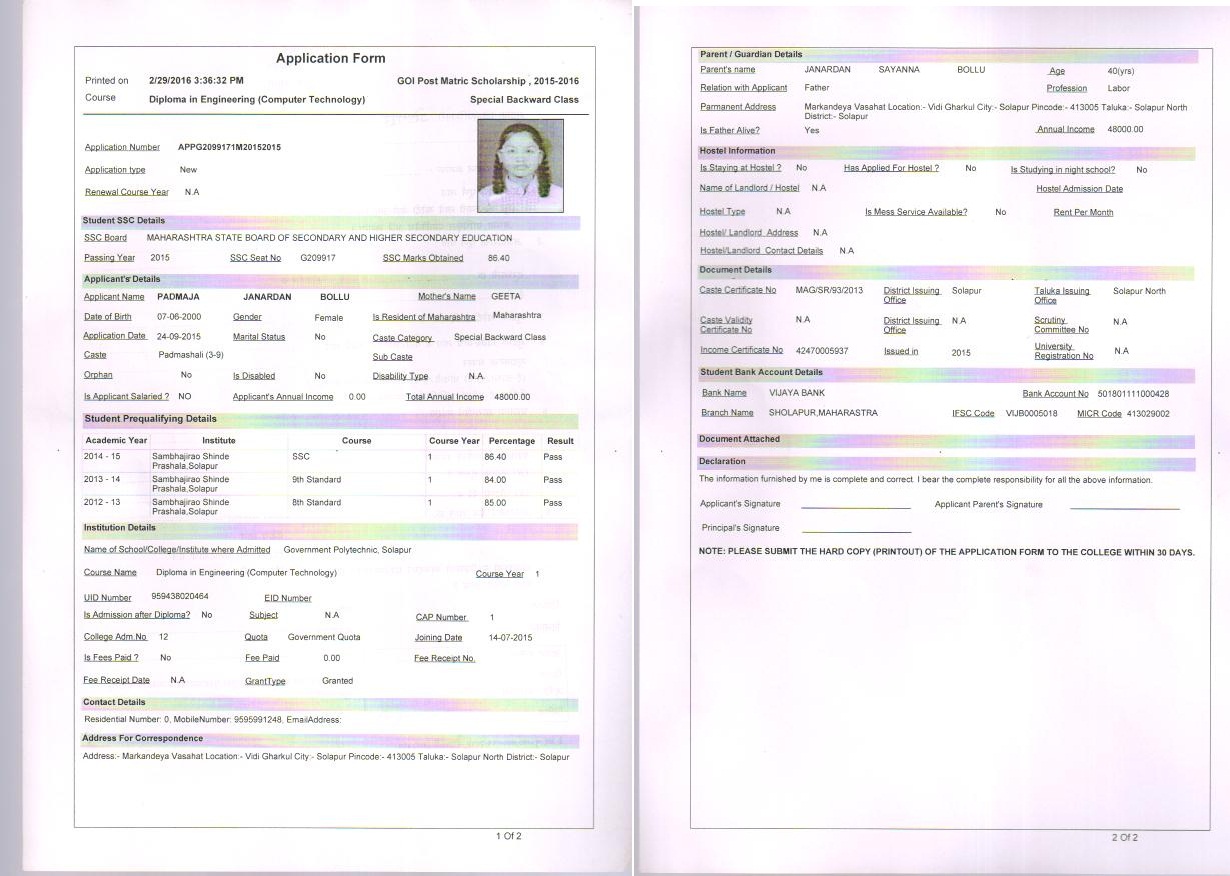 Application Form
Printed on 2/29/2016 3:36:32 PM GOI Post Matric Scholarship , 2015-2016
Course Diploma in Engineering (Computer Technology) Special Backward Class
Application Number APPG2099171M20152015
Application type New
Renewal Course Year N.A
Student SSC Details
SSC Board MAHARASHTRA STATE BOARD OF SECONDARY AND HIGHER SECONDARY EDUCATION
Passing Year 2015 SSC Seat No G209917 SSC Marks Obtained 86.40
Applicant's Details
Applicant Name PADMAJA JANARDAN BOLLU Mother's Name GEETA
Date of Birth 07-06-2000 Gender Female Is Resident of Maharashtra Maharashtra
Application Date 24-09-2015 Marital Status No Caste Category Special Backward Class
Caste Padmashali (3-9) Sub Caste
Orphan No Is Disabled No Disability Type N.A
Is Applicant Salaried ? NO Applicant's Annual Income 0.00 Total Annual Income 48000.00
Student Prequalifying Details
Academic Year Institute Course Course Year Percentage Result
2014 - 15 Sambhajirao Shinde SSC 1 86.40 Pass
Prashala,Solapur
2013 - 14 Sambhajirao Shinde 9th Standard 1 84.00 Pass
Prashala,Solapur
2012 - 13 Sambhajirao Shinde 8th Standard 1 85.00 Pass
Prashala,Solapur
Institution Details
Name of School/College/Institute where Admitted Government Polytechnic, Solapur
Course Name Diploma in Engineering (Computer Technology) Course Year 1
UID Number 959438020464 EID Number
Is Admission after Diploma? No Subject N.A CAP Number 1
College Adm.No 12 Quota Government Quota Joining Date 14-07-2015
Is Fees Paid ? No Fee Paid 0.00 Fee Receipt No.
Fee Receipt Date N.A GrantType Granted
Contact Details
Residential Number: 0, MobileNumber: 9595991248, EmailAddress:
Address For Correspondence
Address:- Markandeya Vasahat Location:- Vidi Gharkul City:- Solapur Pincode:- 413005 Taluka:- Solapur North District:- Solapur
1 Of 2
Parent / Guardian Details
Parent's name JANARDAN SAYANNA BOLLU Age 40(yrs)
Relation with Applicant Father Profession Labor
Parmanent Address Markandeya Vasahat Location:- Vidi Gharkul City:- Solapur Pincode:- 413005 Taluka:- Solapur North
District:- Solapur
Is Father Alive? Yes Annual Income 48000.00
Hostel Information
Is Staying at Hostel ? No Has Applied For Hostel ? No Is Studying in night school? No
Name of Landlord / Hostel N.A Hostel Admission Date
Hostel Type N.A Is Mess Service Available? No Rent Per Month
Hostel/ Landlord Address N.A
Hostel/Landlord Contact Details N.A
Document Details
Caste Certificate No MAG/SR/93/2013 District Issuing Solapur Taluka Issuing Solapur North
Office Office
Caste Validity N.A District Issuing N.A Scrutiny N.A
Certificate No Office Committee No
Income Certificate No 42470005937 Issued in 2015 University N.A
Registration No
Student Bank Account Details
Bank Name VIJAYA BANK Bank Account No 501801111000428
Branch Name SHOLAPUR,MAHARASTRA IFSC Code VIJB0005018 MICR Code 413029002
Document Attached
Declaration
The information furnished by me is complete and correct. I bear the complete responsibility for all the above information.
Applicant's Signature Applicant Parent's Signature
Principal's Signature
NOTE: PLEASE SUBMIT THE HARD COPY (PRINTOUT) OF THE APPLICATION FORM TO THE COLLEGE WITHIN 30 DAYS.
2 Of 2